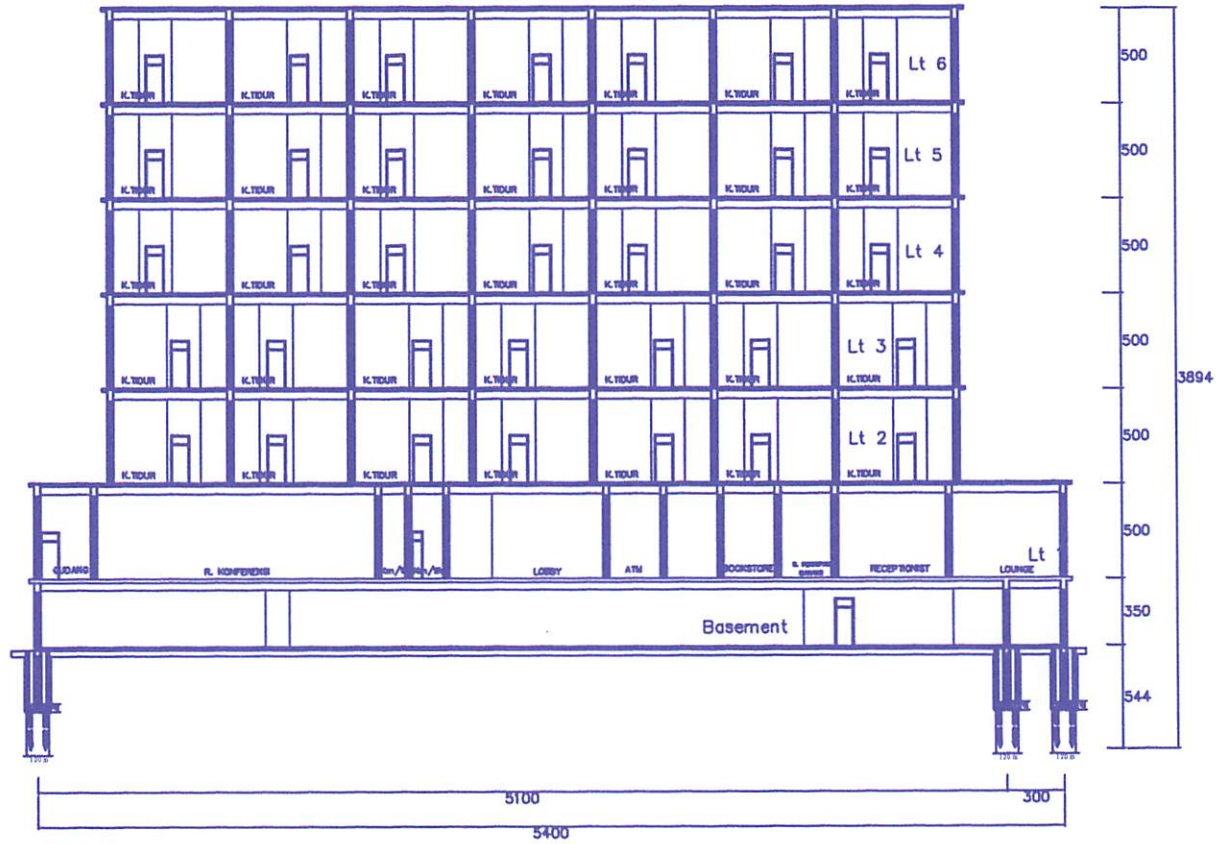 500
Lt 6
K.TIDUR K.TIDUR K.TIDUR K.TIDUR K.TIDUR K.TIDUR K.TIDUR
500
Lt 5
K.TIDUR K.TIDUR K.TIDUR K.TIDUR K.TIDUR K.TIDUR K.TIDUR
500
Lt 4
K.TIDUR K.TIDUR K.TIDUR K.TIDUR K.TIDUR K.TIDUR K.TIDUR
500
Lt 3
3894
K.TIDUR K.TIDUR K.TIDUR K.TIDUR K.TIDUR K.TIDUR K.TIDUR
500
Lt 2
K.TIDUR K.TIDUR K.TIDUR K.TIDUR K.TIDUR K.TIDUR K.TIDUR
500
Lt
GUDANG R. KONFERENSI LOBBY ATM BOOKSTORE RECEPTIONIST LOUNGE
350
Basement
544
5100 300
5400